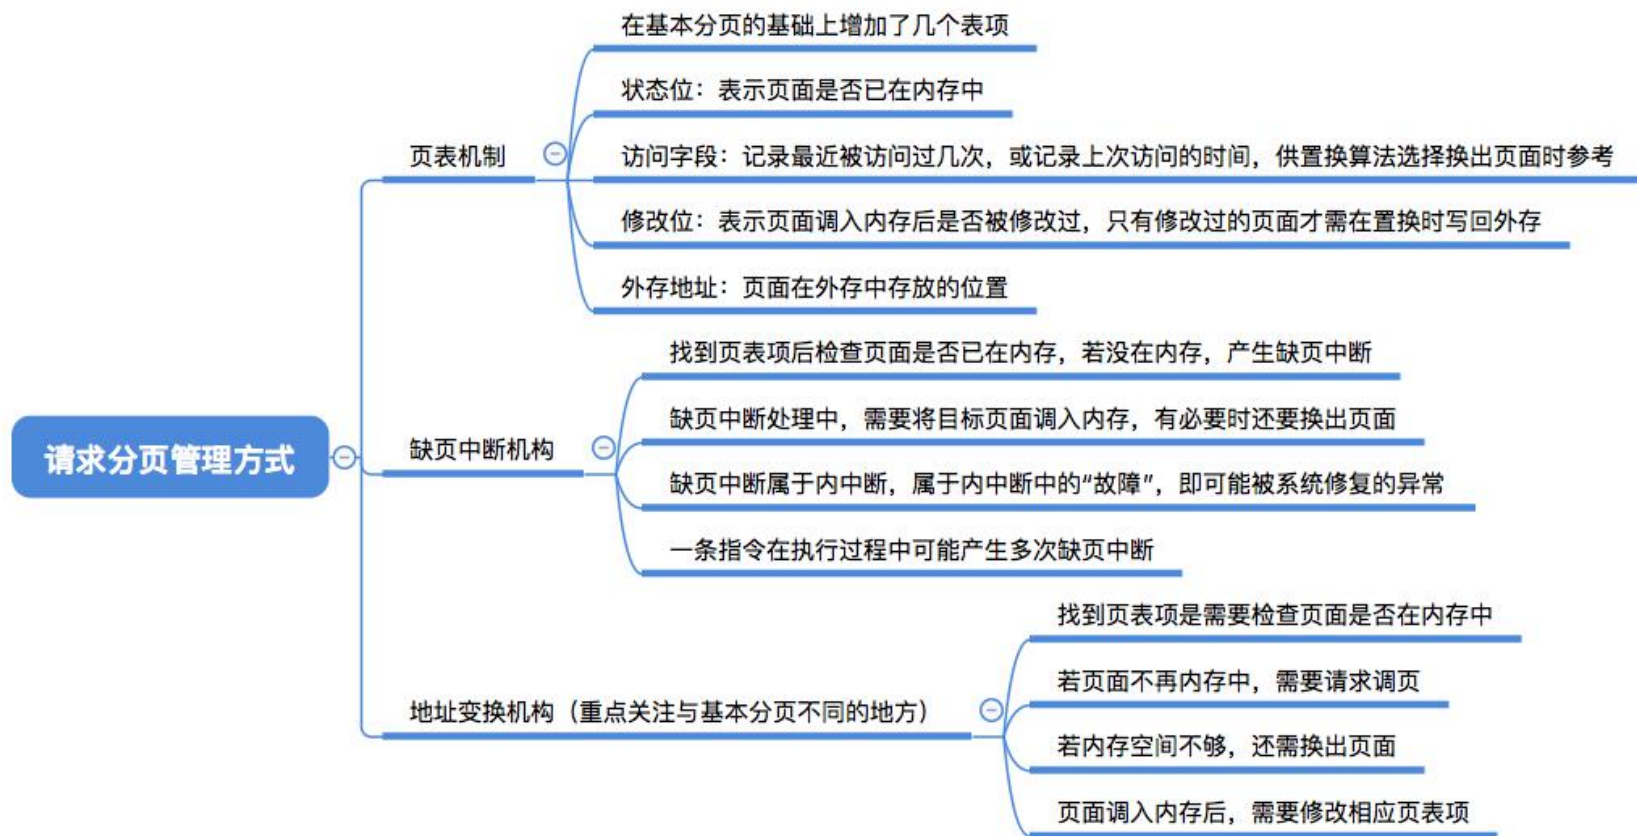 请求分页管理方式
页表机制
在基本分页的基础上增加了几个表项
状态位：表示页面是否已在内存中
访问字段：记录最近被访问过几次，或记录上次访问的时间，供置换算法选择换出页面时参考
修改位：表示页面调入内存后是否被修改过，只有修改过的页面才需在置换时写回外存
外存地址：页面在外存中存放的位置
缺页中断机构
找到页表项后检查页面是否已在内存，若没在内存，产生缺页中断
缺页中断处理中，需要将目标页面调入内存，有必要时还要换出页面
缺页中断属于内中断，属于内中断中的“故障”，即可能被系统修复的异常
一条指令在执行过程中可能产生多次缺页中断
地址变换机构（重点关注与基本分页不同的地方）
找到页表项是需要检查页面是否在内存中
若页面不再内存中，需要请求调页
若内存空间不够，还需换出页面
页面调入内存后，需要修改相应页表项